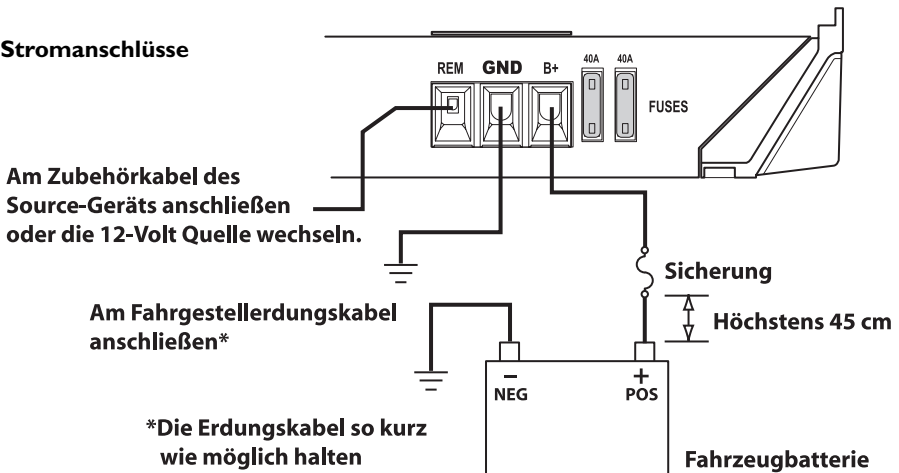 Stromanschlüsse
REM GND B+ 40A 40A
FUSES
Am Zubehörkabel des
Source-Geräts anschließen
oder die 12-Volt Quelle wechseln.
Sicherung
Höchstens 45 cm
Am Fahrgestellerdungskabel
anschließen*
– +
NEG POS
*Die Erdungskabel so kurz
wie möglich halten
Fahrzeugbatterie